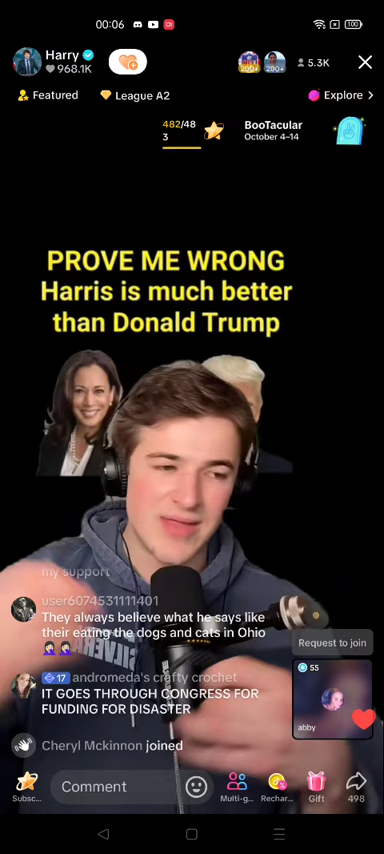 00:06
100
Harry
968.1K
200+
200+
5.3K
Featured
League A2
Explore
482/48
3
BooTacular
October 4–14
PROVE ME WRONG
Harris is much better
than Donald Trump
my support
user6074531111401
They always believe what he says like
their eating the dogs and cats in Ohio
17 andromeda's crafty crochet
IT GOES THROUGH CONGRESS FOR
FUNDING FOR DISASTER
Cheryl Mckinnon joined
Request to join
55
abby
Comment
Subsc...
Multi-g...
Rechar...
Gift
498